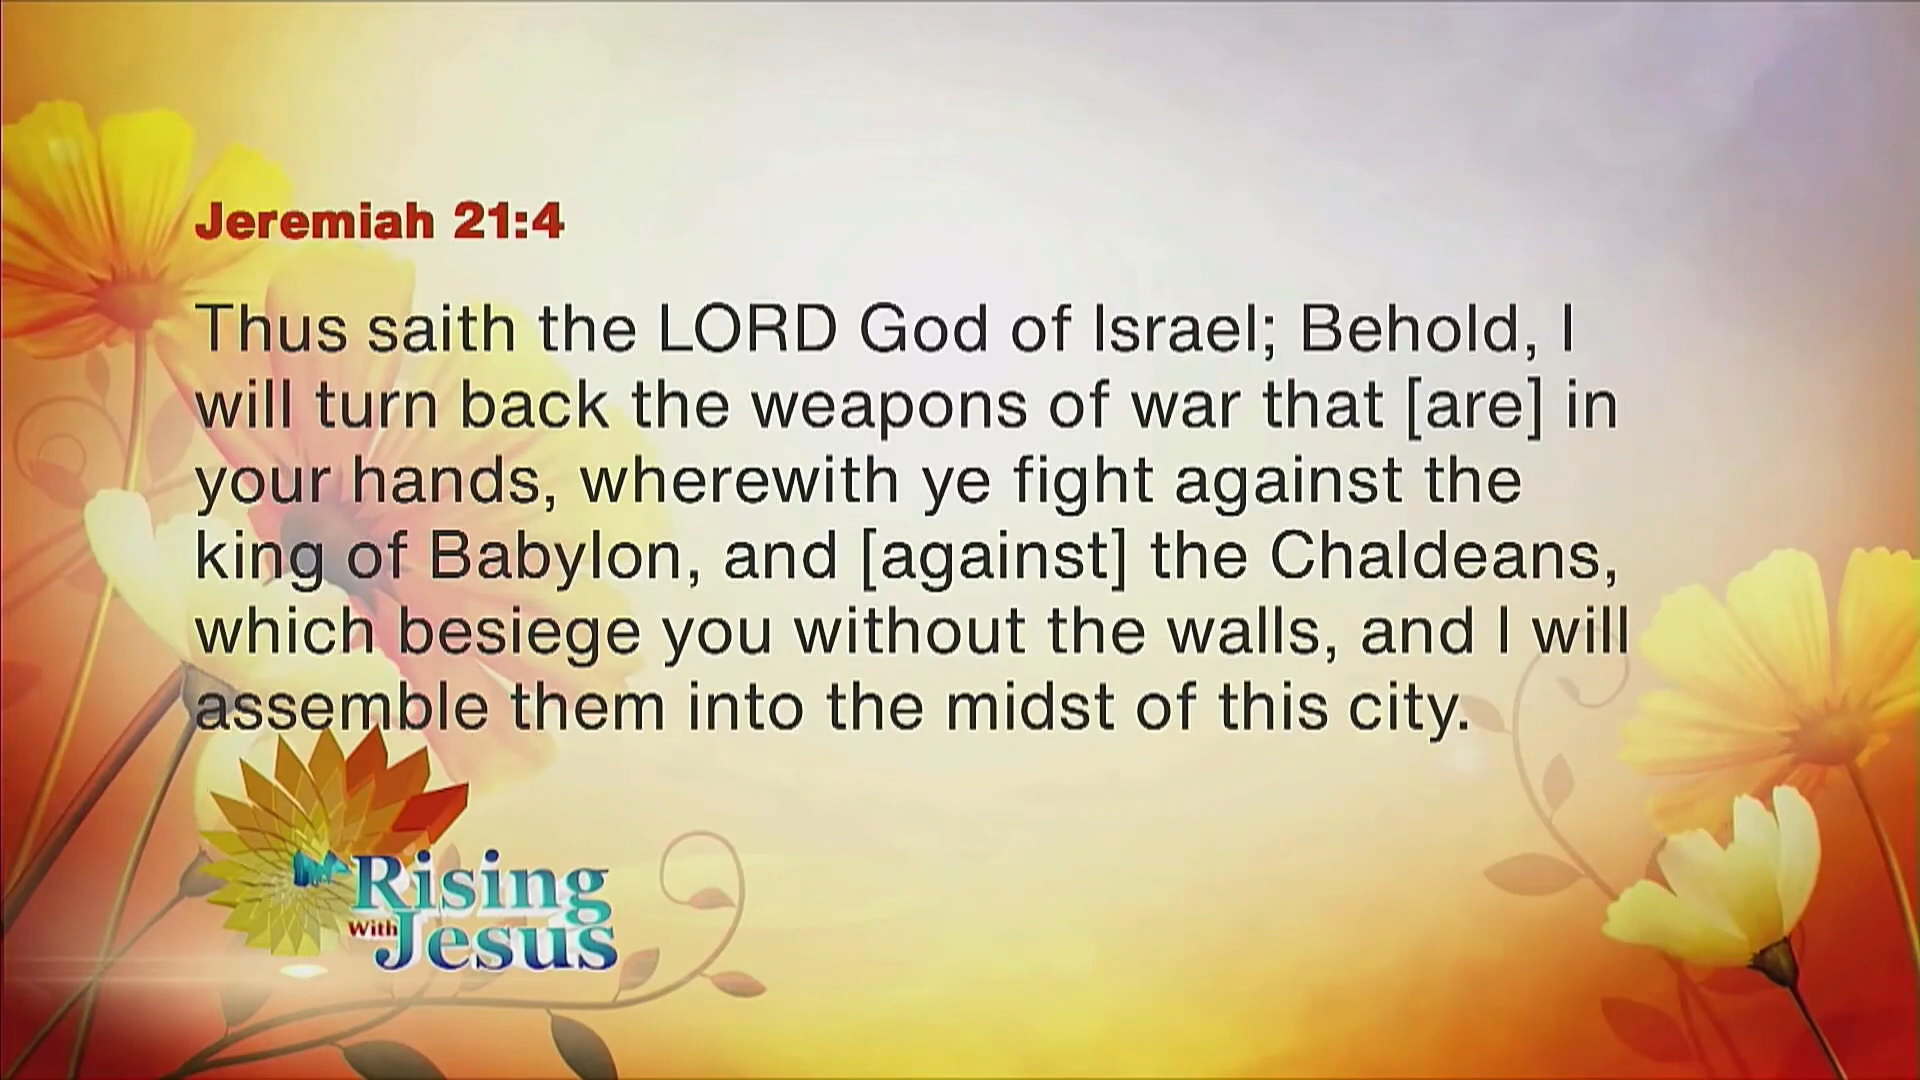 Jeremiah 21:4
Thus saith the LORD God of Israel; Behold, I
will turn back the weapons of war that [are] in
your hands, wherewith ye fight against the
king of Babylon, and [against] the Chaldeans,
which besiege you without the walls, and I will
assemble them into the midst of this city.
Rising
With Jesus